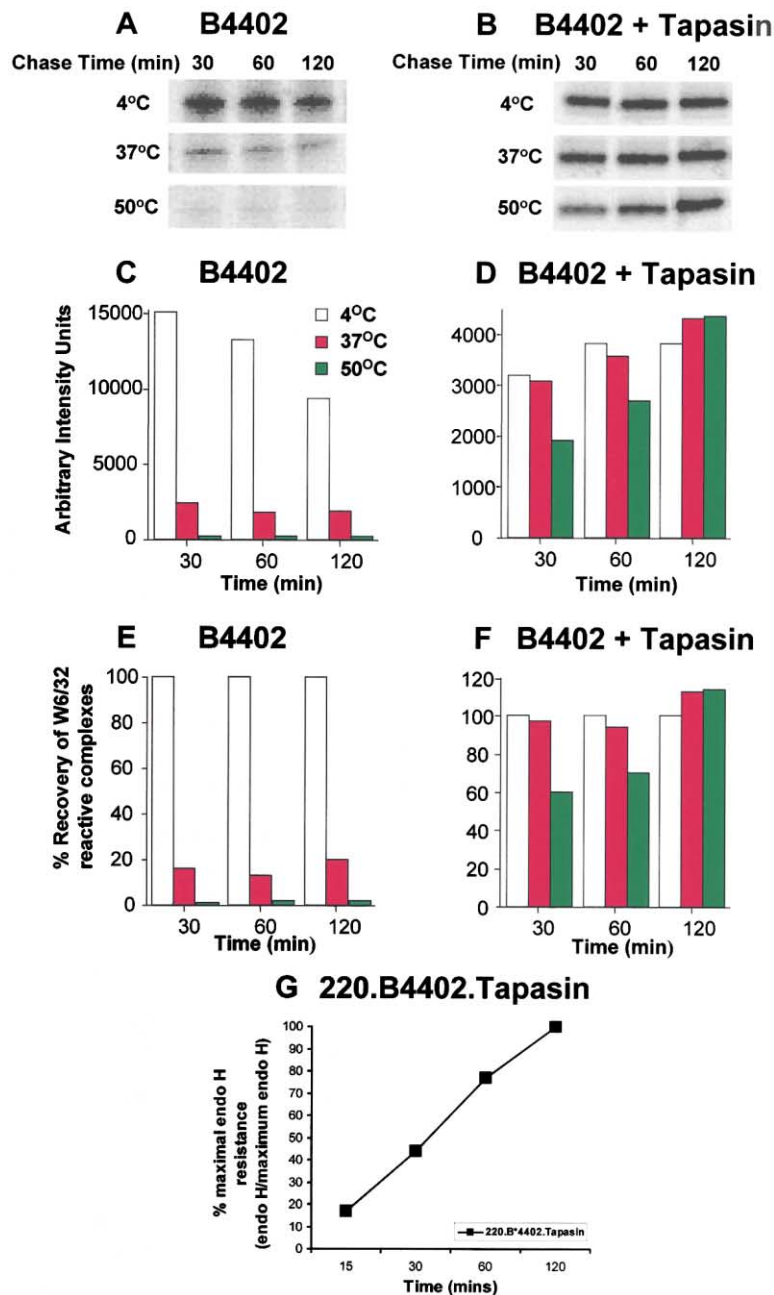 A B4402
Chase Time (min) 30 60 120
4°C
37°C
50°C
B B4402 + Tapasin
Chase Time (min) 30 60 120
4°C
37°C
50°C
C B4402
Arbitrary Intensity Units
15000
10000
5000
0
4°C
37°C
50°C
30 60 120
Time (min)
D B4402 + Tapasin
4000
3000
2000
1000
0
30 60 120
Time (min)
E B4402
% Recovery of W6/32
reactive complexes
100
80
60
40
20
0
30 60 120
Time (min)
F B4402 + Tapasin
120
100
80
60
40
20
0
30 60 120
Time (min)
G 220.B4402.Tapasin
% maximal endo H
resistance
(endo H/maximum endo H)
100
90
80
70
60
50
40
30
20
10
0
15 30 60 120
Time (mins)
220.B*4402.Tapasin